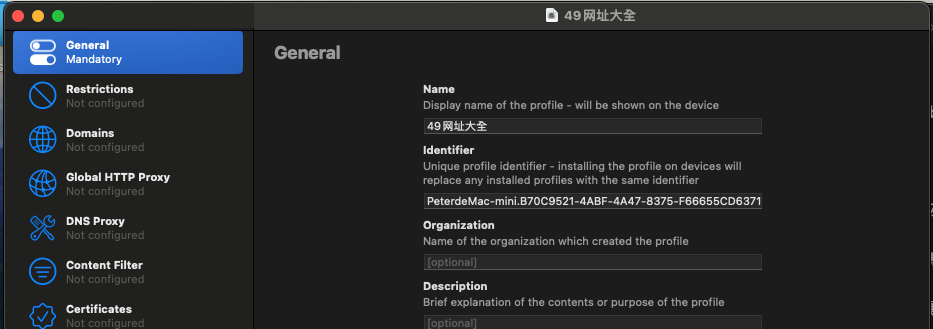 49网址大全
General
Mandatory
Restrictions
Not configured
Domains
Not configured
Global HTTP Proxy
Not configured
DNS Proxy
Not configured
Content Filter
Not configured
Certificates
Not configured
General
Name
Display name of the profile - will be shown on the device
49网址大全
Identifier
Unique profile identifier - installing the profile on devices will
replace any installed profiles with the same identifier
PeterdeMac-mini.B70C9521-4ABF-4A47-8375-F66655CD6371
Organization
Name of the organization which created the profile
[optional]
Description
Brief explanation of the contents or purpose of the profile
[optional]